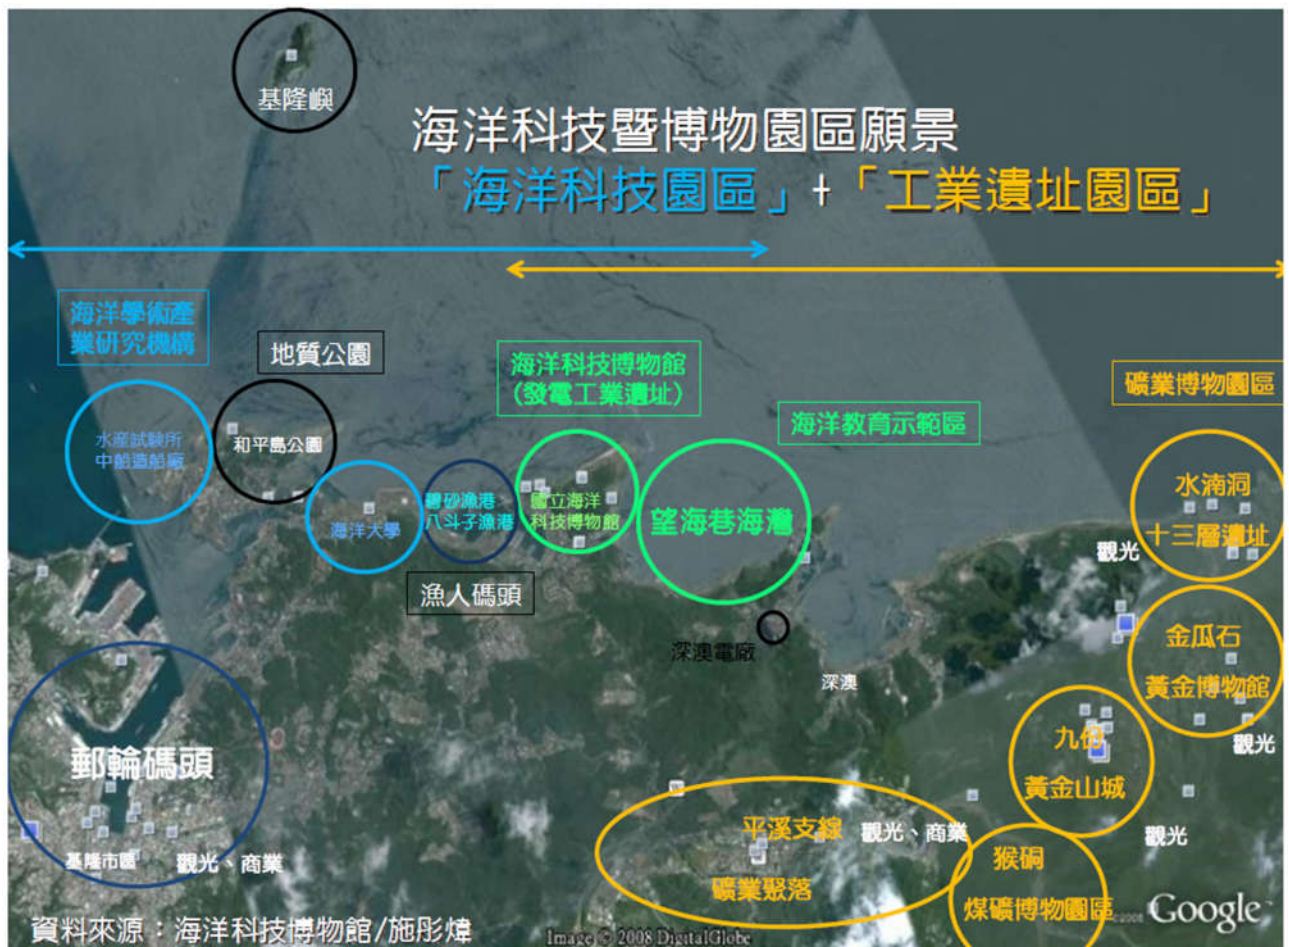 基隆嶼
海洋科技暨博物園區願景
「海洋科技園區」+「工業遺址園區」
海洋學術產
業研究機構
地質公園
海洋科技博物館
(發電工業遺址)
海洋教育示範區
礦業博物園區
水產試驗所
中船造船廠
和平島公園
海洋大學
碧砂漁港
八斗子漁港
國立海洋
科技博物館
望海巷海灣
水湳洞
十三層遺址
觀光
漁人碼頭
深澳電廠
深澳
金瓜石
黃金博物館
觀光
郵輪碼頭
九份
黃金山城
觀光
平溪支線
觀光、商業
礦業聚落
猴硐
煤礦博物園區
基隆市區
觀光、商業
資料來源：海洋科技博物館/施彤煒
Image © 2008 DigitalGlobe
©2008 Google